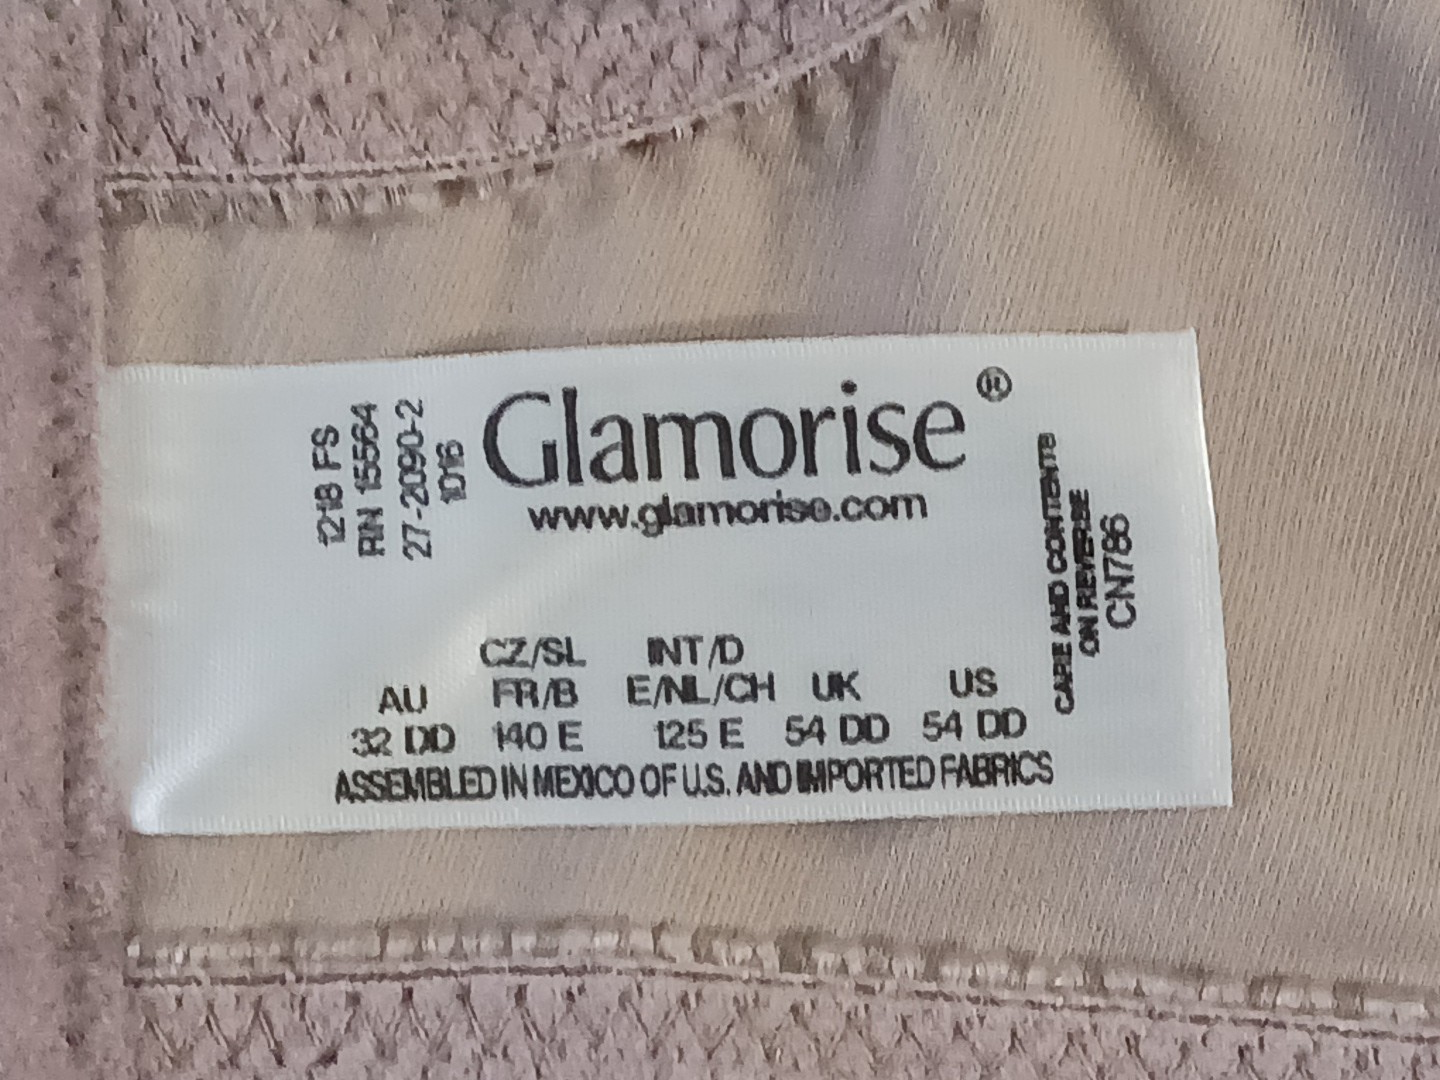 1218 FS
RN 15564
27-2090-2
1016
Glamorise®
www.glamorise.com
CARE AND CONTENTS
ON REVERSE
CN786
CZ/SL INT/D
AU FR/B E/NL/CH UK US
32 DD 140 E 125 E 54 DD 54 DD
ASSEMBLED IN MEXICO OF U.S. AND IMPORTED FABRICS